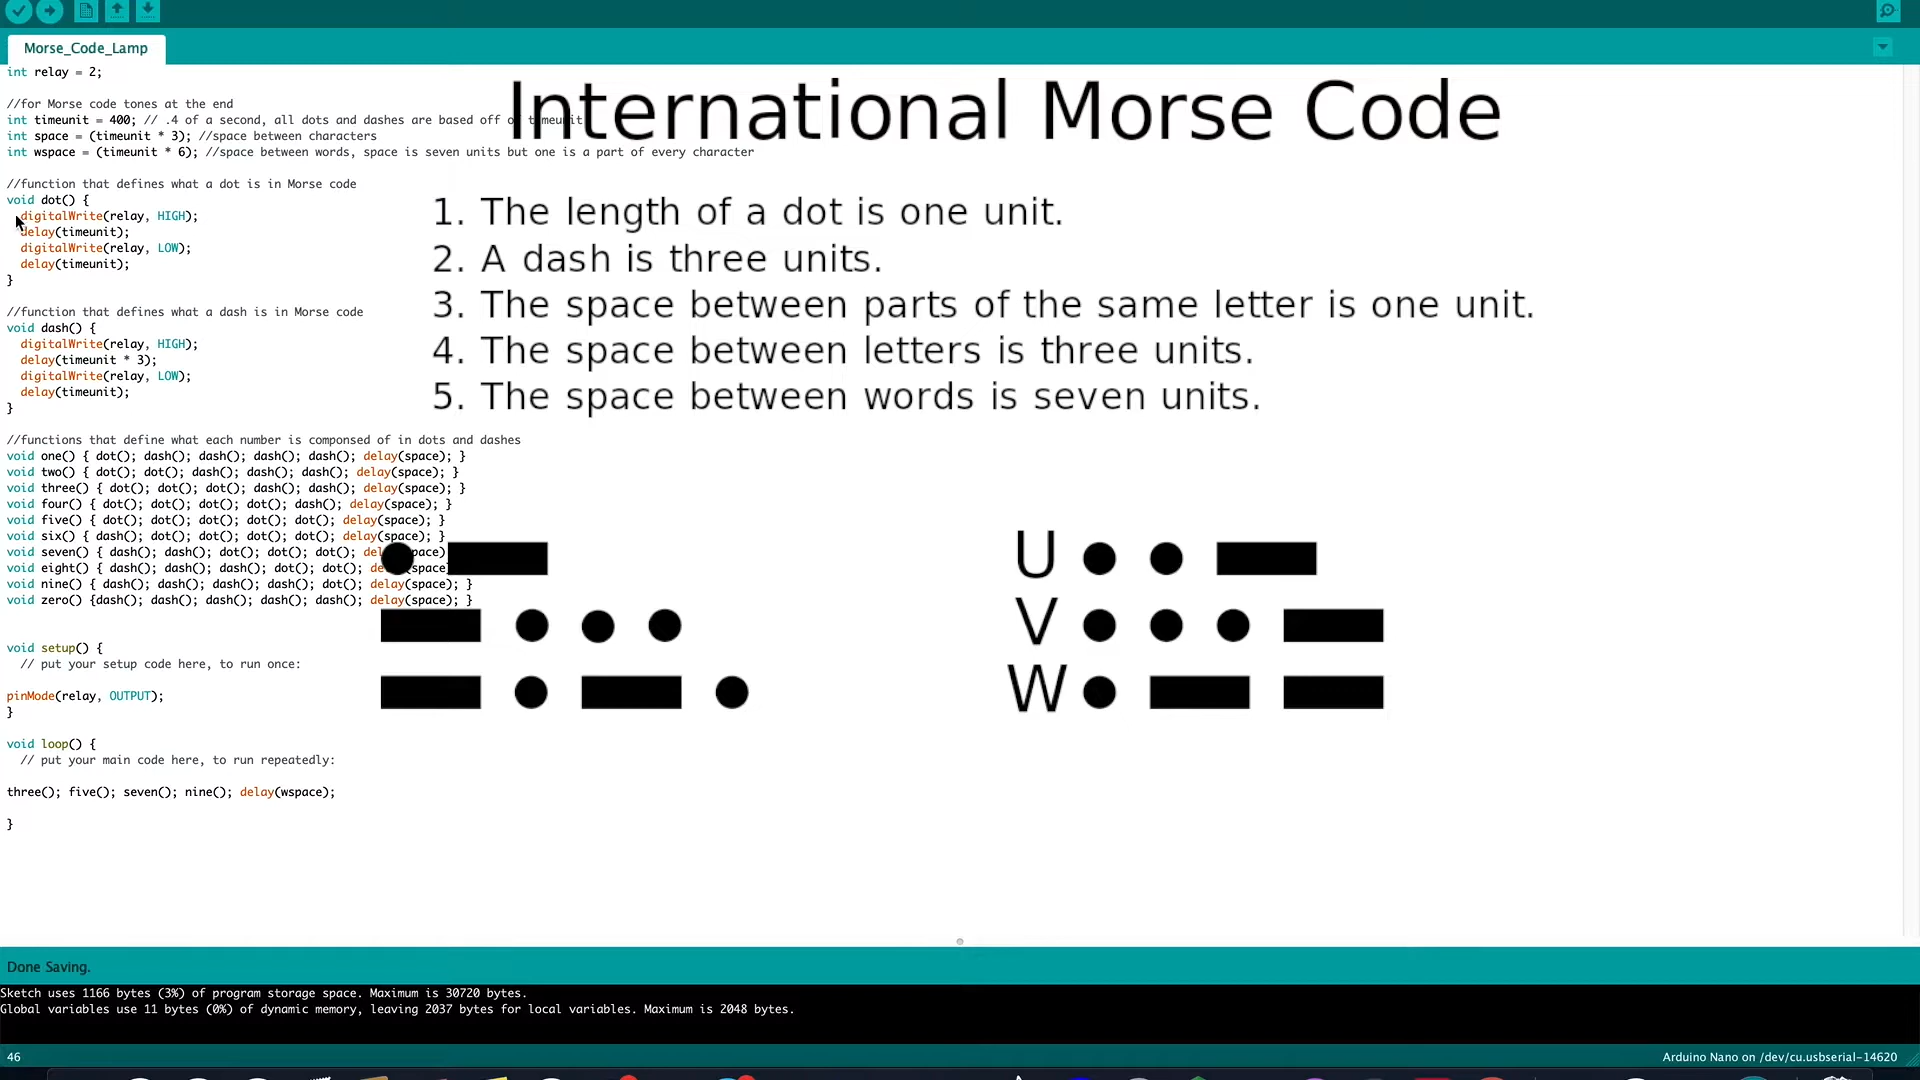 Morse_Code_Lamp
int relay = 2;
//for Morse code tones at the end
int timeunit = 400; // .4 of a second, all dots and dashes are based off of timeunit
int space = (timeunit * 3); //space between characters
int wspace = (timeunit * 6); //space between words, space is seven units but one is a part of every character
//function that defines what a dot is in Morse code
void dot() {
digitalWrite(relay, HIGH);
delay(timeunit);
digitalWrite(relay, LOW);
delay(timeunit);
}
//function that defines what a dash is in Morse code
void dash() {
digitalWrite(relay, HIGH);
delay(timeunit * 3);
digitalWrite(relay, LOW);
delay(timeunit);
}
//functions that define what each number is componsed of in dots and dashes
void one() { dot(); dash(); dash(); dash(); dash(); delay(space); }
void two() { dot(); dot(); dash(); dash(); dash(); delay(space); }
void three() { dot(); dot(); dot(); dash(); dash(); delay(space); }
void four() { dot(); dot(); dot(); dot(); dash(); delay(space); }
void five() { dot(); dot(); dot(); dot(); dot(); delay(space); }
void six() { dash(); dot(); dot(); dot(); dot(); delay(space); }
void seven() { dash(); dash(); dot(); dot(); dot(); space)
void eight() { dash(); dash(); dash(); dot(); dot(); space
void nine() { dash(); dash(); dash(); dash(); dot(); delay(space); }
void zero() {dash(); dash(); dash(); dash(); dash(); delay(space); }
void setup() {
// put your setup code here, to run once:
pinMode(relay, OUTPUT);
}
void loop() {
// put your main code here, to run repeatedly:
three(); five(); seven(); nine(); delay(wspace);
}
International Morse Code
1. The length of a dot is one unit.
2. A dash is three units.
3. The space between parts of the same letter is one unit.
4. The space between letters is three units.
5. The space between words is seven units.
U
V
W
Done Saving.
Sketch uses 1166 bytes (3%) of program storage space. Maximum is 30720 bytes.
Global variables use 11 bytes (0%) of dynamic memory, leaving 2037 bytes for local variables. Maximum is 2048 bytes.
46
Arduino Nano on /dev/cu.usbserial-14620